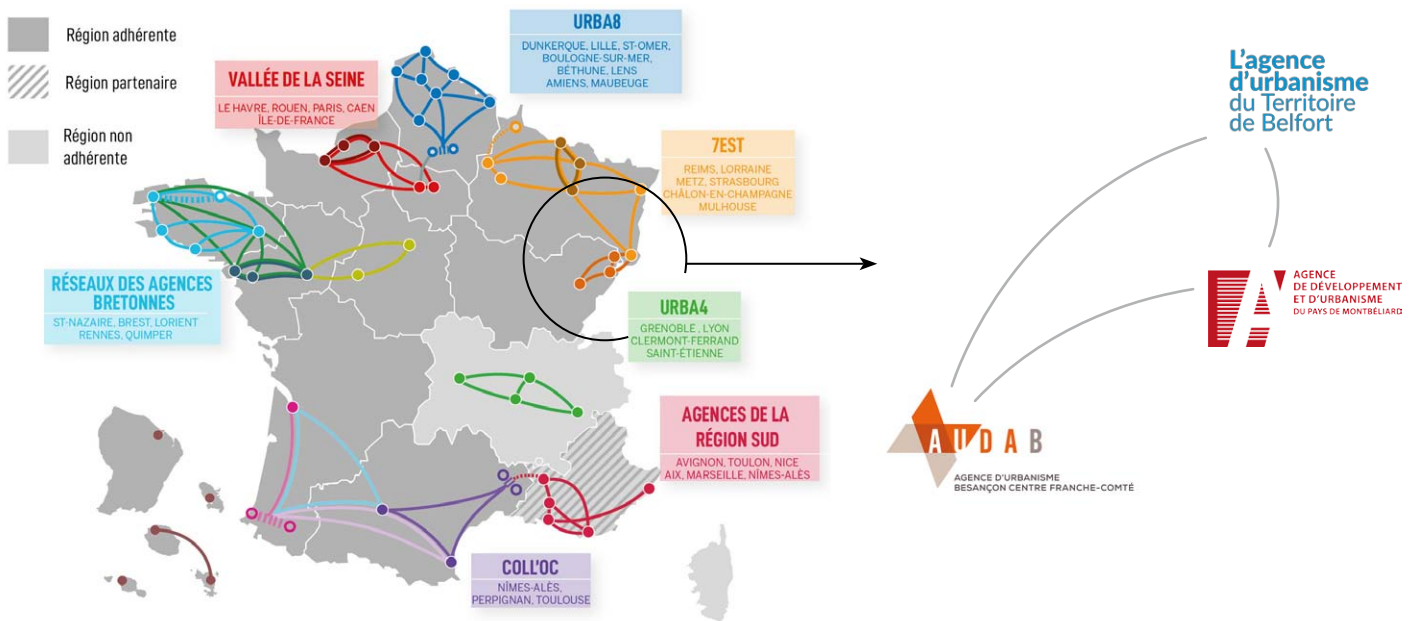 Région adhérente
Région partenaire
Région non
adhérente
VALLÉE DE LA SEINE
LE HAVRE, ROUEN, PARIS, CAEN
ÎLE-DE-FRANCE
URBA8
DUNKERQUE, LILLE, ST-OMER,
BOULOGNE-SUR-MER,
BÉTHUNE, LENS
AMIENS, MAUBEUGE
7EST
REIMS, LORRAINE
METZ, STRASBOURG
CHÂLON-EN-CHAMPAGNE
MULHOUSE
RÉSEAUX DES AGENCES
BRETONNES
ST-NAZAIRE, BREST, LORIENT
RENNES, QUIMPER
URBA4
GRENOBLE , LYON
CLERMONT-FERRAND
SAINT-ÉTIENNE
AGENCES DE LA
RÉGION SUD
AVIGNON, TOULON, NICE
AIX, MARSEILLE, NÎMES-ALÈS
COLL'OC
NÎMES-ALÈS,
PERPIGNAN, TOULOUSE
L'agence
d'urbanisme
du Territoire
de Belfort
A
AGENCE
DE DÉVELOPPEMENT
ET D'URBANISME
DU PAYS DE MONTBÉLIARD
AUDAB
AGENCE D'URBANISME
BESANÇON CENTRE FRANCHE-COMTÉ